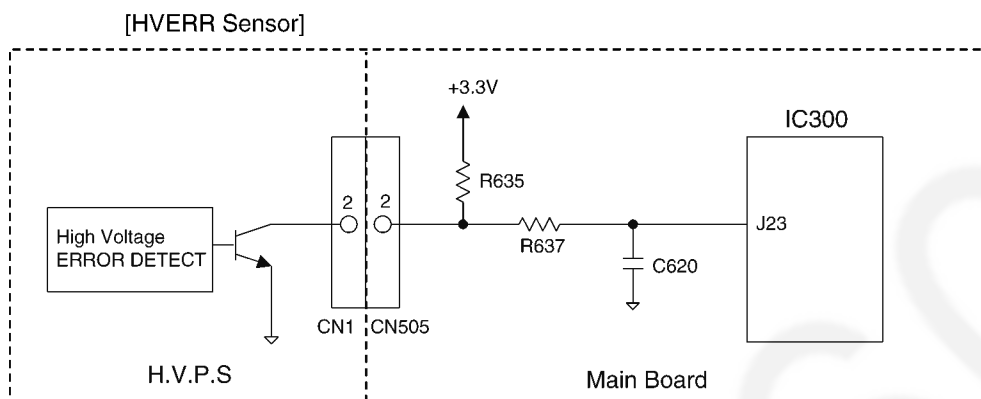 [HVERR Sensor]
+3.3V
IC300
R635
2
2
J23
High Voltage
ERROR DETECT
R637
C620
CN1
CN505
H.V.P.S
Main Board